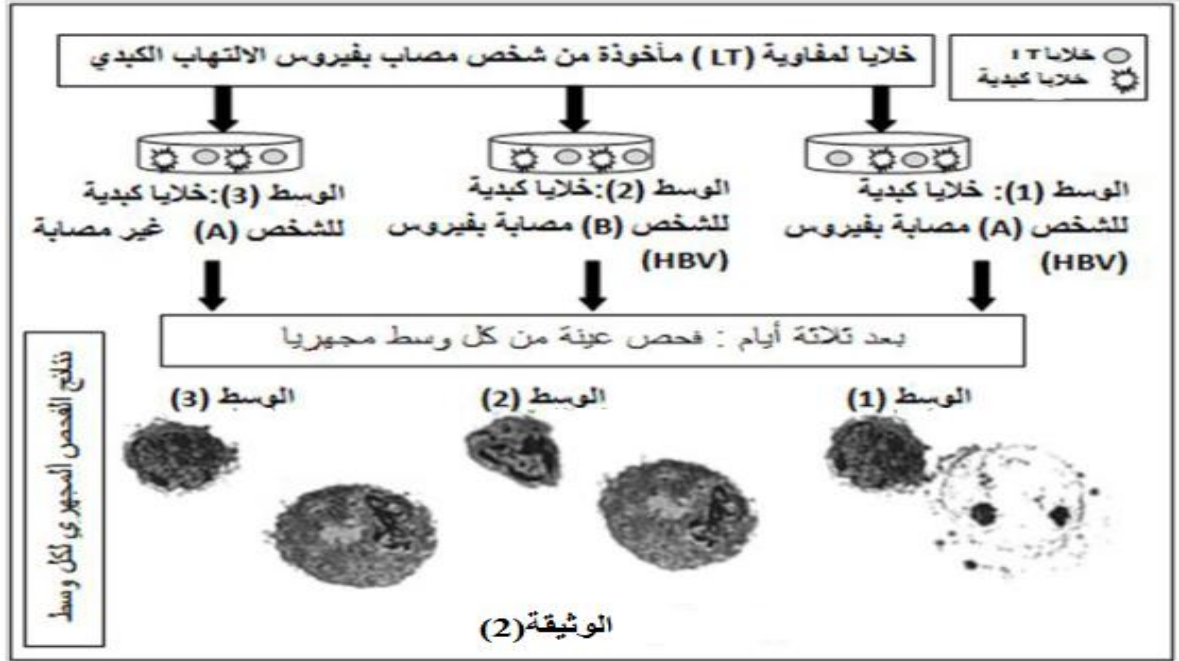 خلايا لمفاوية (LT) مأخوذة من شخص مصاب بفيروس الالتهاب الكبدي
خلايا LT
خلايا كبدية
الوسط (1): خلايا كبدية
للشخص (A) مصابة بفيروس
(HBV)
الوسط (2):خلايا كبدية
للشخص (B) مصابة بفيروس
(HBV)
الوسط (3):خلايا كبدية
للشخص (A) غير مصابة
بعد ثلاثة أيام : فحص عينة من كل وسط مجهريا
الوسط (1)
الوسط (2)
الوسط (3)
نتائج الفحص المجهري لكل وسط
الوثيقة(2)